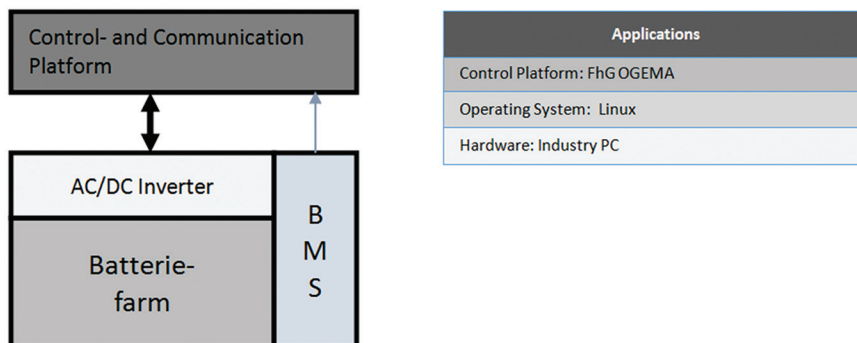 Control- and Communication
Platform
AC/DC Inverter
Batterie-
farm
B
M
S
Applications
Control Platform: FhG OGEMA
Operating System: Linux
Hardware: Industry PC